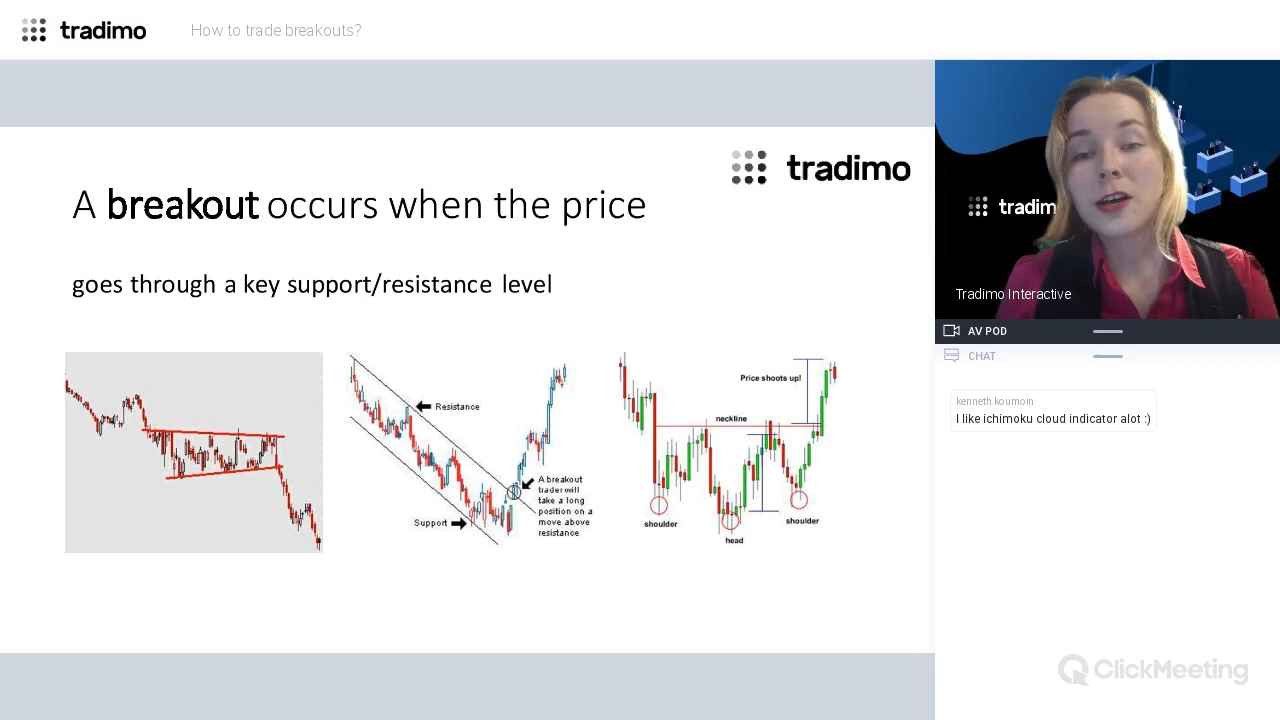 tradimo
How to trade breakouts?
tradimo
A breakout occurs when the price
goes through a key support/resistance level
Resistance
Support
A breakout
trader will
take a long
position on a
move above
resistance
Price shoots up!
neckline
shoulder
head
shoulder
tradim
Tradimo Interactive
AV POD
CHAT
kenneth koumoin
I like ichimoku cloud indicator alot :)
ClickMeeting